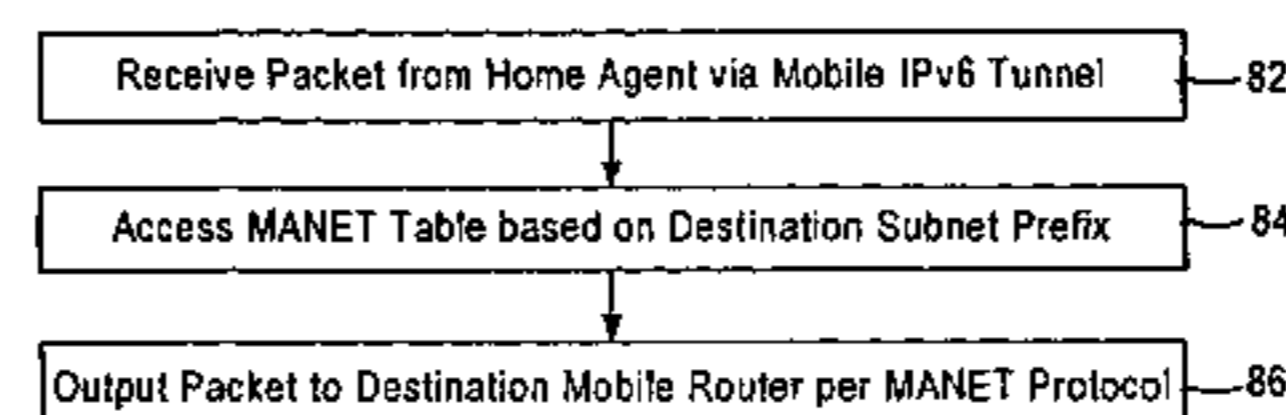 Receive Packet from Home Agent via Mobile IPv6 Tunnel 82
Access MANET Table based on Destination Subnet Prefix 84
Output Packet to Destination Mobile Router per MANET Protocol 86